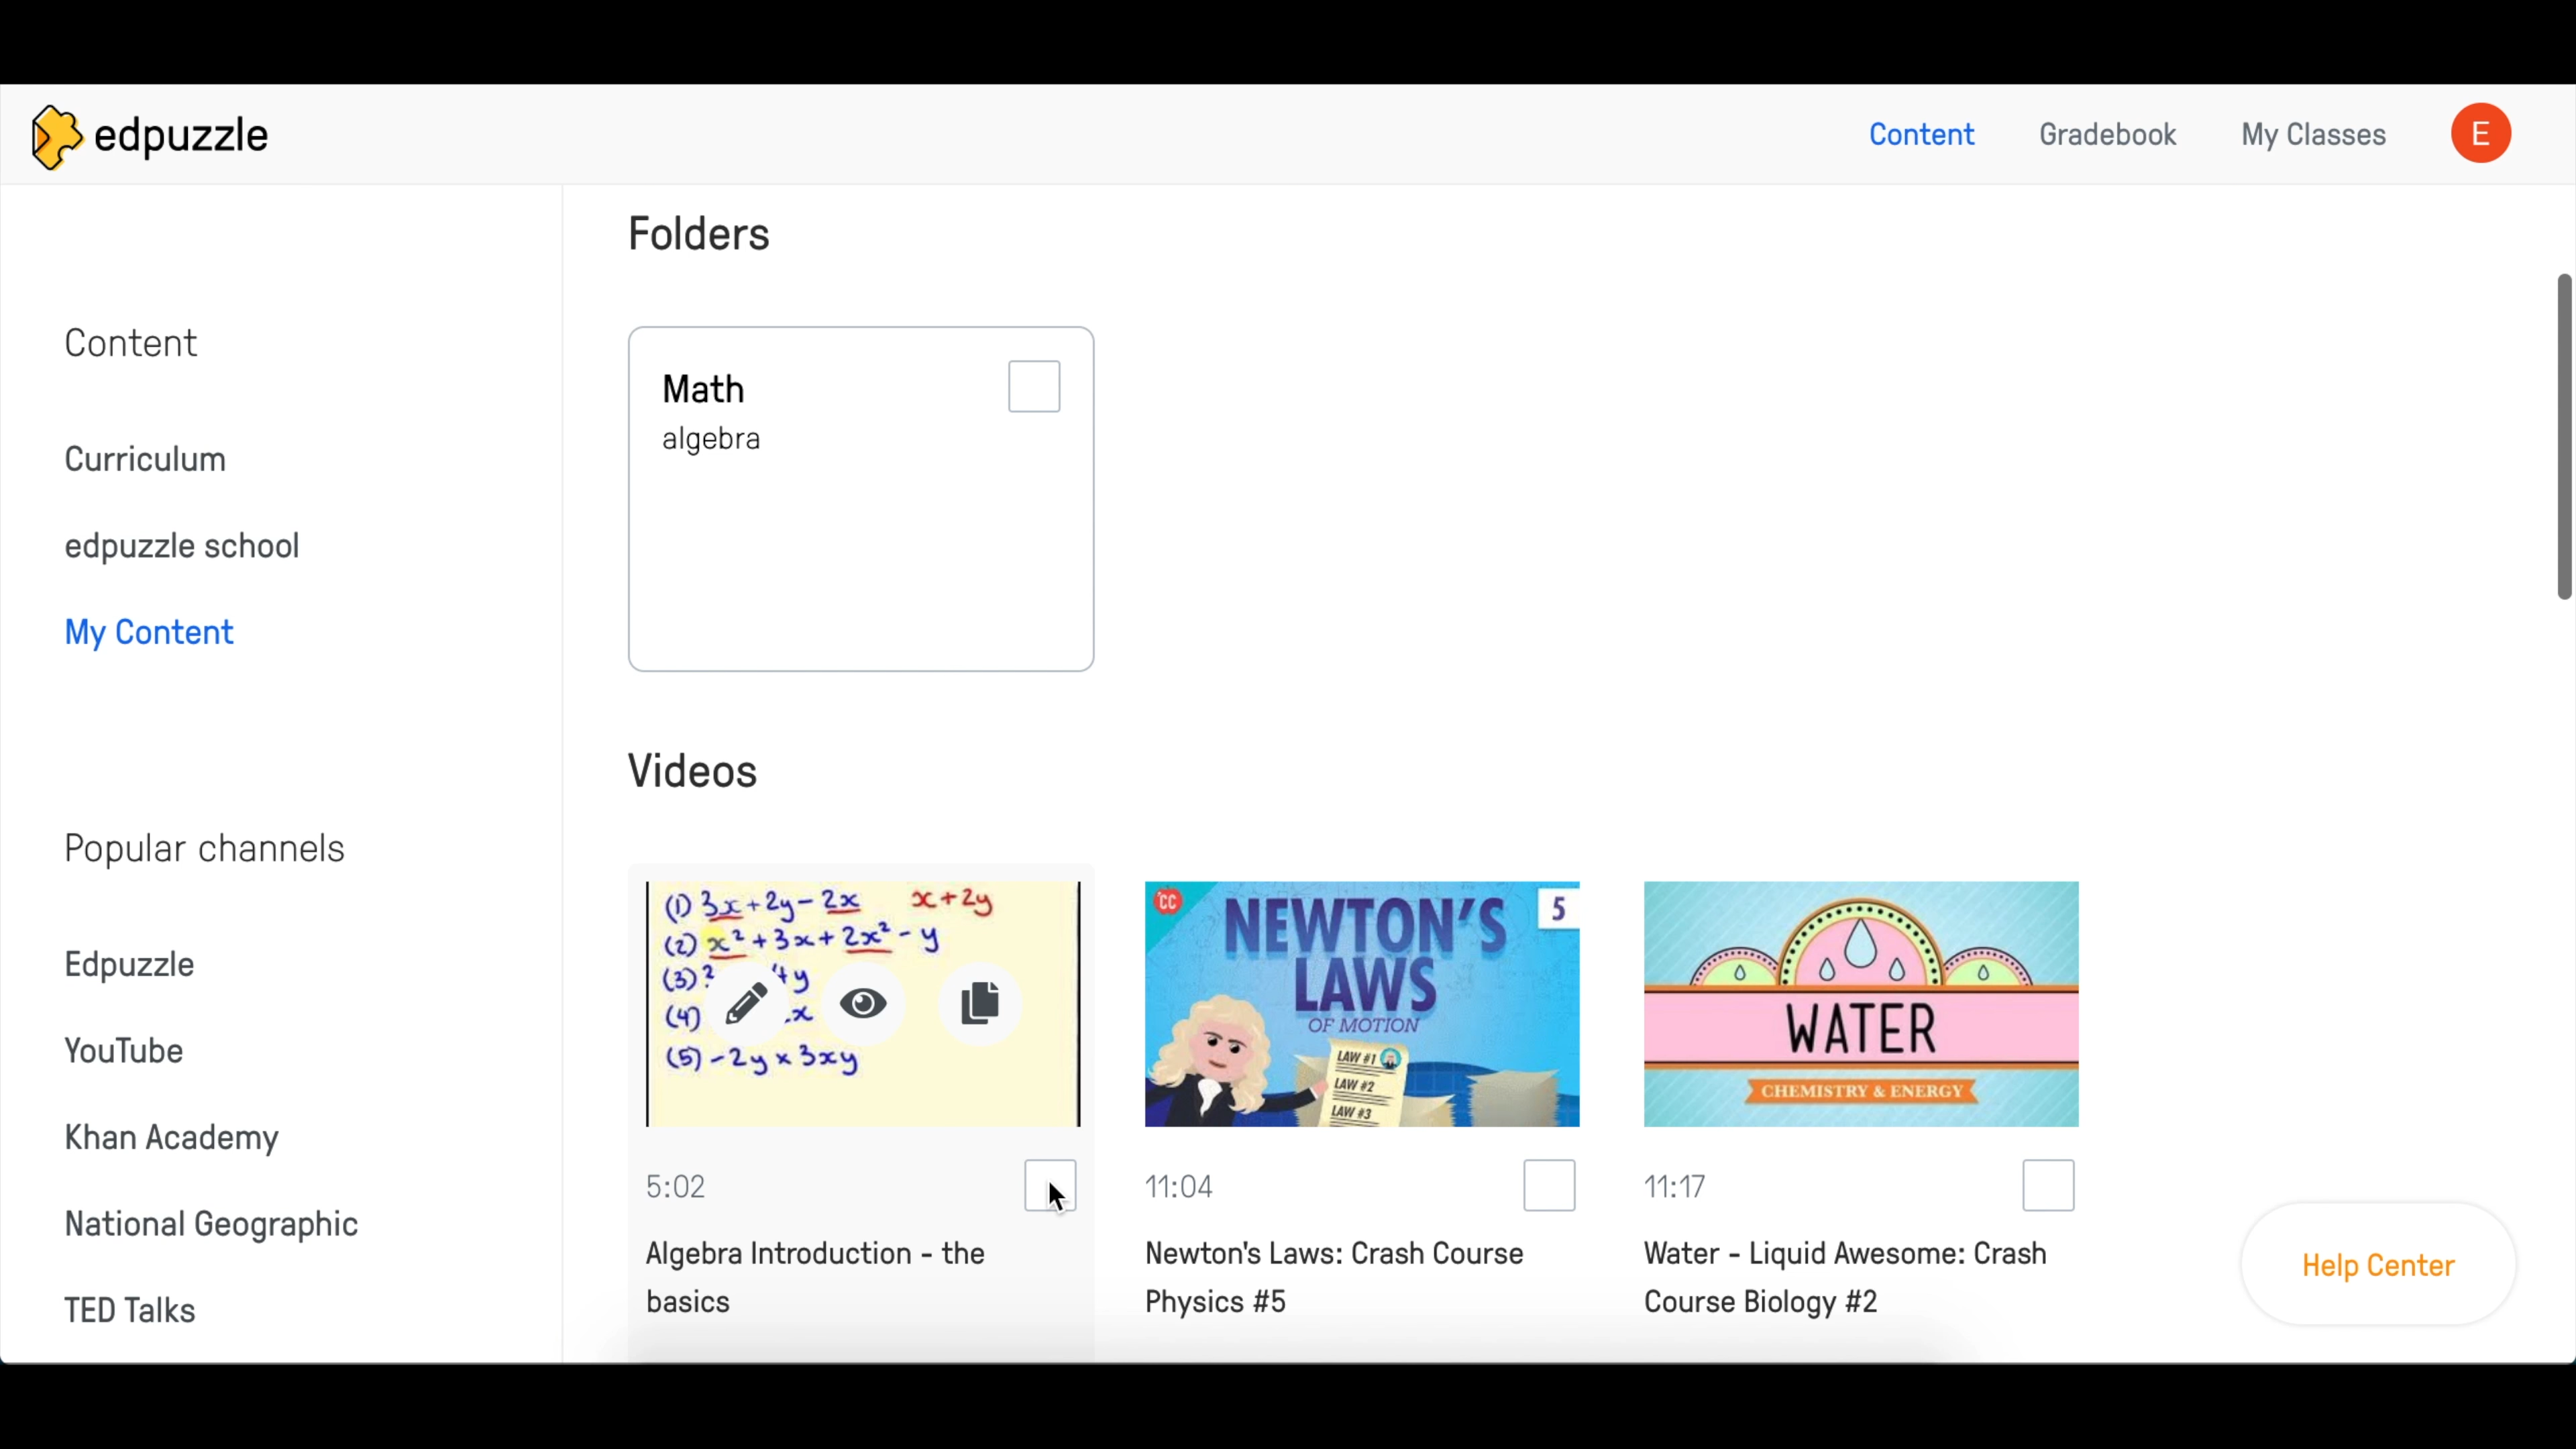 edpuzzle
Content
Gradebook
My Classes
E
Content
Curriculum
edpuzzle school
My Content
Popular channels
Edpuzzle
YouTube
Khan Academy
National Geographic
TED Talks
Folders
Math
algebra
Videos
(1) 3x + 2y - 2x x + 2y
(2) x² + 3x + 2x² - y
(3)
(4)
(5) -2y × 3xy
5:02
Algebra Introduction - the
basics
CC
5
NEWTON'S
LAWS
OF MOTION
LAW #1
LAW #2
LAW #3
11:04
Newton's Laws: Crash Course
Physics #5
WATER
CHEMISTRY & ENERGY
11:17
Water - Liquid Awesome: Crash
Course Biology #2
Help Center